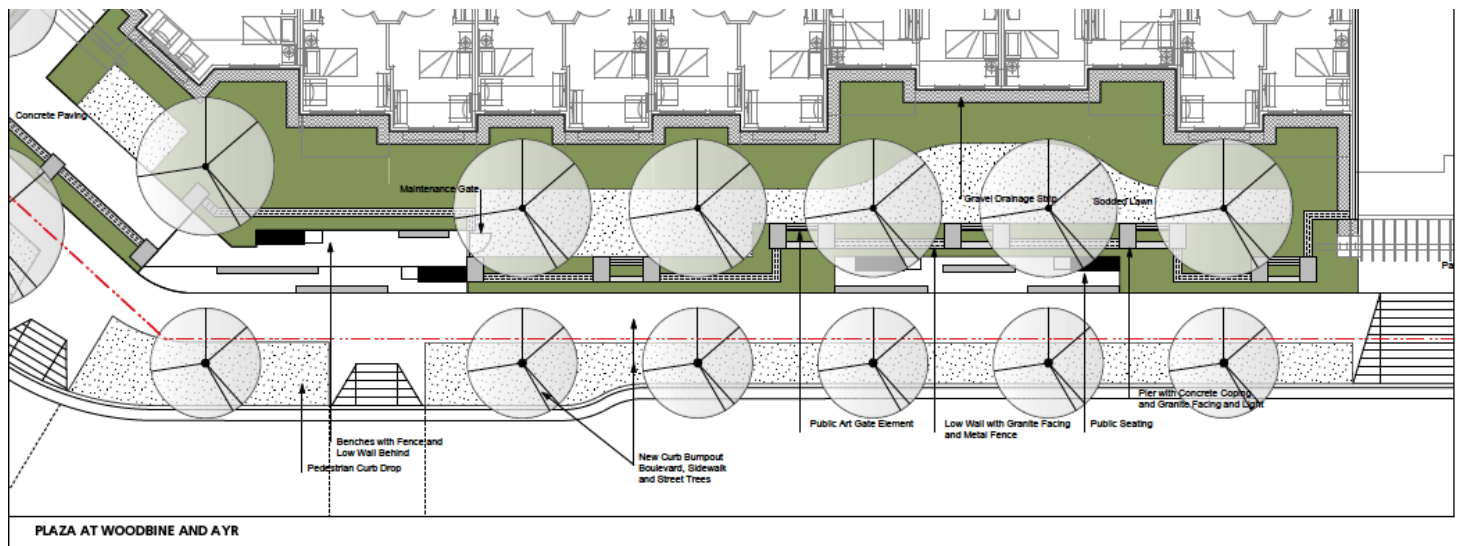 Concrete Paving
Maintenance Gate
Gravel Drainage Strip
Sodded Lawn
Pa
Pier with Concrete Coping
and Granite Facing and Light
Public Art Gate Element
Low Wall with Granite Facing
and Metal Fence
Public Seating
Benches with Fence and
Low Wall Behind
Pedestrian Curb Drop
New Curb Bumpout
Boulevard, Sidewalk
and Street Trees
PLAZA AT WOODBINE AND AYR